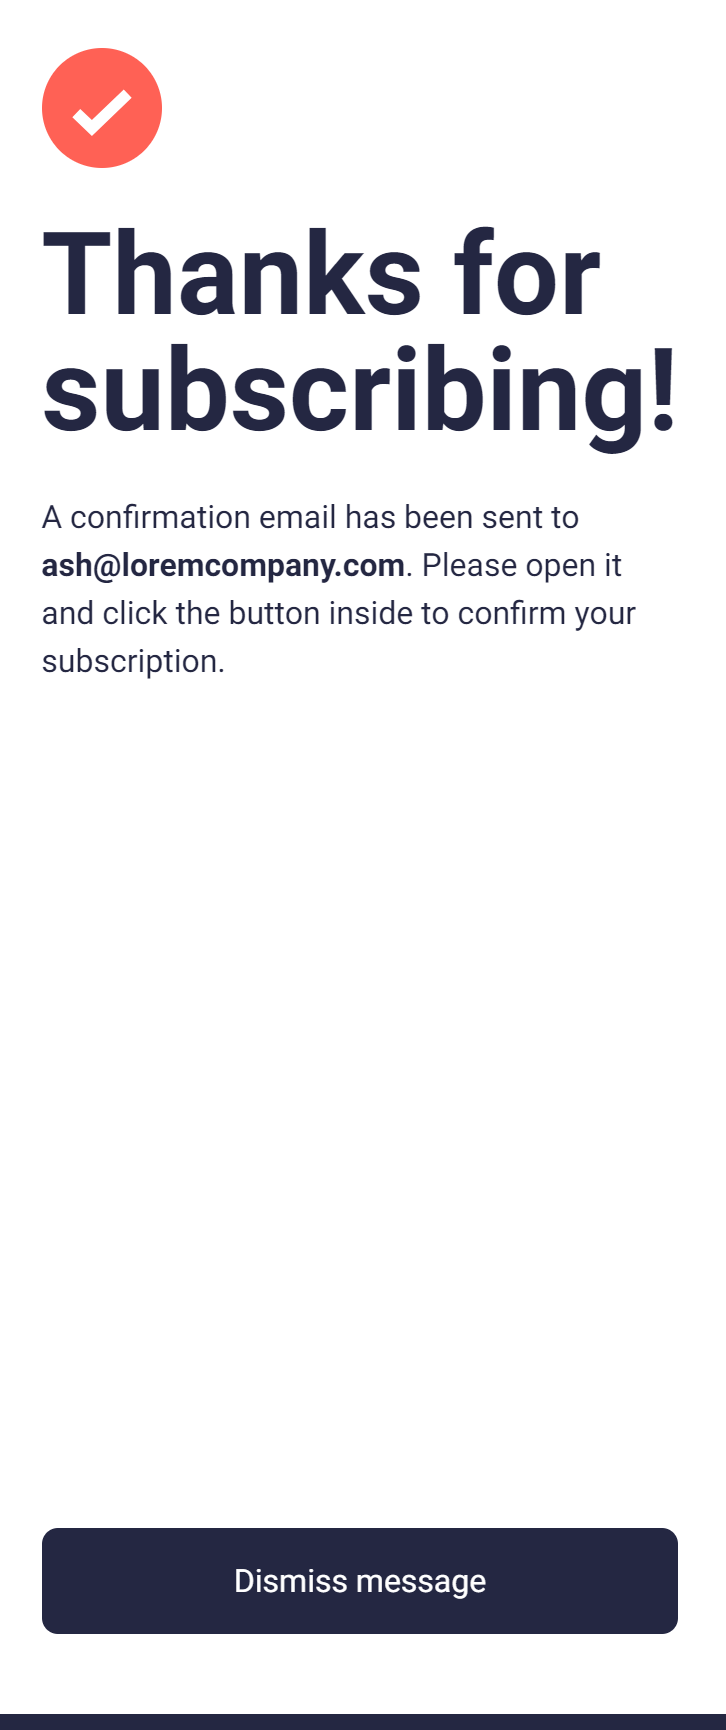 Thanks for
subscribing!
A confirmation email has been sent to
ash@loremcompany.com. Please open it
and click the button inside to confirm your
subscription.
Dismiss message